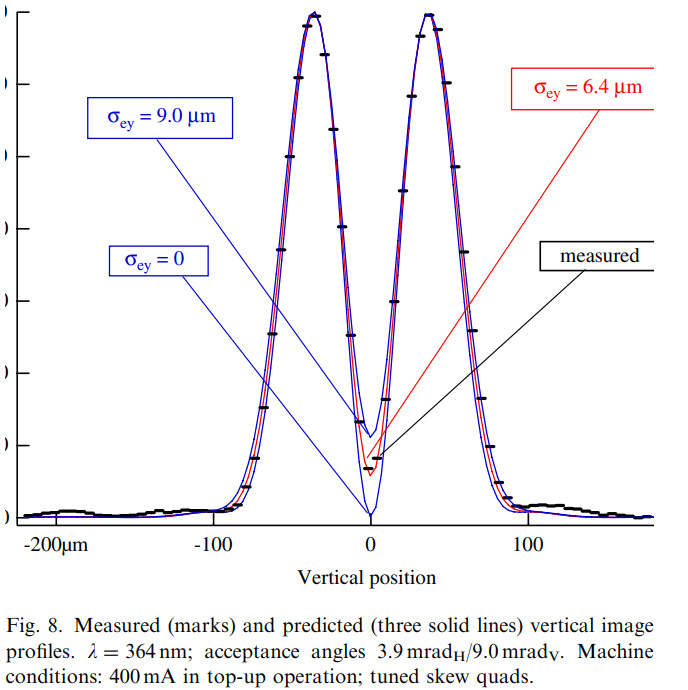 σey = 9.0 μm
σey = 6.4 μm
σey = 0
measured
-200μm
-100
0
100
Vertical position
Fig. 8. Measured (marks) and predicted (three solid lines) vertical image
profiles. λ = 364 nm; acceptance angles 3.9 mradH/9.0 mradV. Machine
conditions: 400 mA in top-up operation; tuned skew quads.